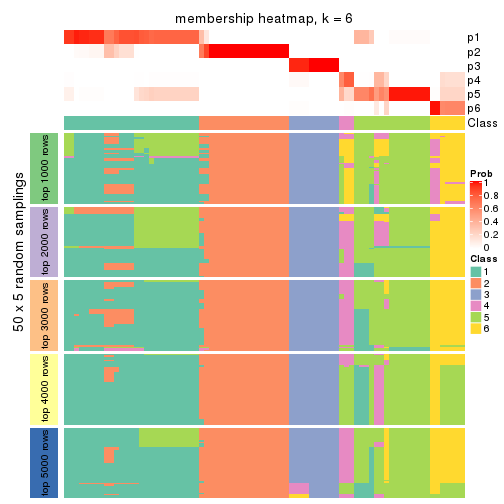 membership heatmap, k = 6
p1
p2
p3
p4
p5
p6
Class
50 x 5 random samplings
top 1000 rows
top 2000 rows
top 3000 rows
top 4000 rows
top 5000 rows
Prob
1
0.8
0.6
0.4
0.2
0
Class
1
2
3
4
5
6